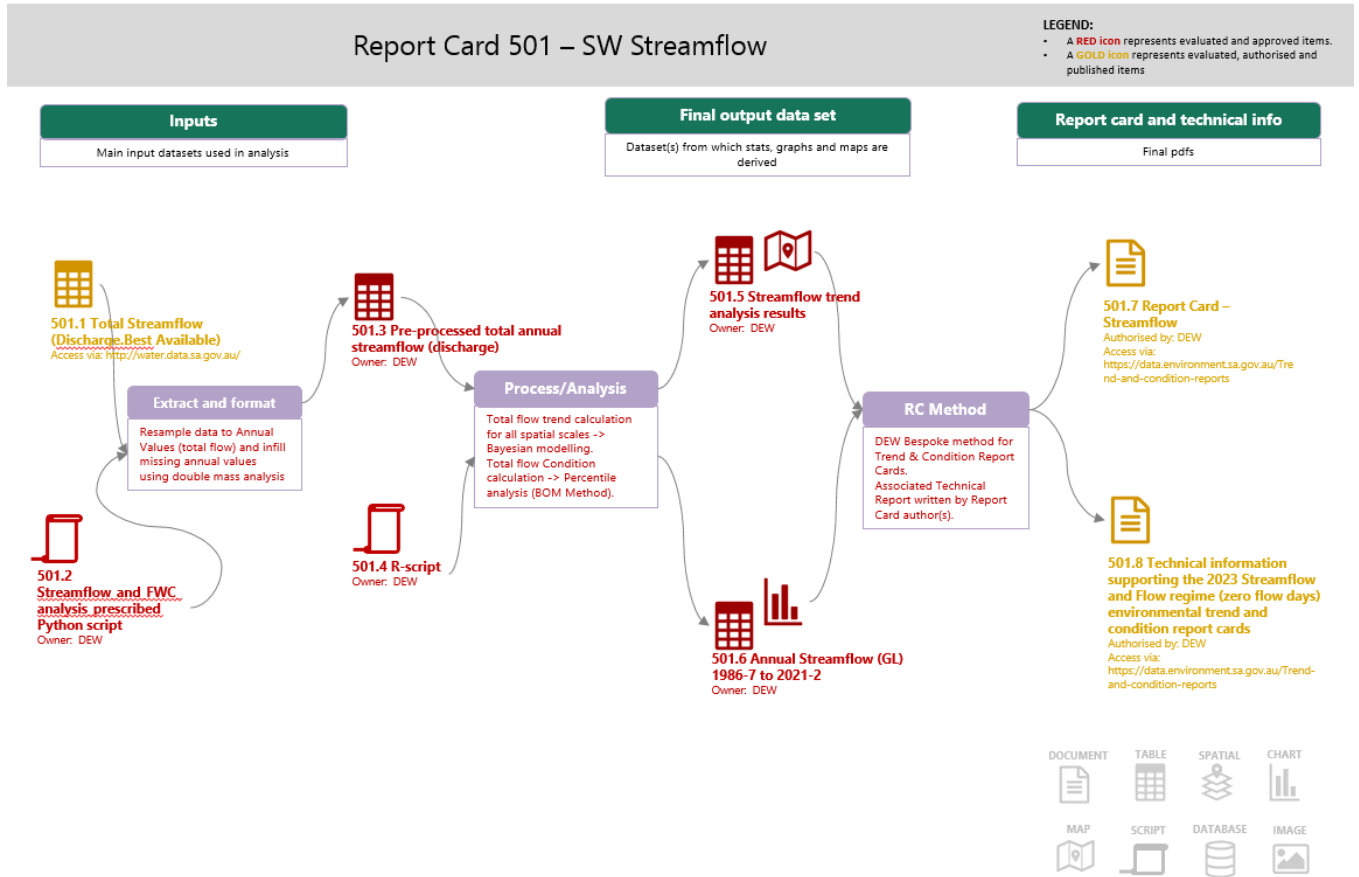 Report Card 501 – SW Streamflow
LEGEND:
• A RED icon represents evaluated and approved items.
• A GOLD icon represents evaluated, authorised and
published items
Inputs
Main input datasets used in analysis
Final output data set
Dataset(s) from which stats, graphs and maps are
derived
Report card and technical info
Final pdfs
501.1 Total Streamflow
(Discharge.Best Available)
Access via: http://water.data.sa.gov.au/
Extract and format
Resample data to Annual
Values (total flow) and infill
missing annual values
using double mass analysis
501.2
Streamflow_and_FWC_
analysis_prescribed
Python script
Owner: DEW
501.3 Pre-processed total annual
streamflow (discharge)
Owner: DEW
501.4 R-script
Owner: DEW
Process/Analysis
Total flow trend calculation
for all spatial scales ->
Bayesian modelling.
Total flow Condition
calculation -> Percentile
analysis (BOM Method).
501.5 Streamflow trend
analysis results
Owner: DEW
501.6 Annual Streamflow (GL)
1986-7 to 2021-2
Owner: DEW
RC Method
DEW Bespoke method for
Trend & Condition Report
Cards.
Associated Technical
Report written by Report
Card author(s).
501.7 Report Card –
Streamflow
Authorised by: DEW
Access via:
https://data.environment.sa.gov.au/Tre
nd-and-condition-reports
501.8 Technical information
supporting the 2023 Streamflow
and Flow regime (zero flow days)
environmental trend and
condition report cards
Authorised by: DEW
Access via:
https://data.environment.sa.gov.au/Trend-
and-condition-reports
DOCUMENT TABLE SPATIAL CHART
MAP SCRIPT DATABASE IMAGE